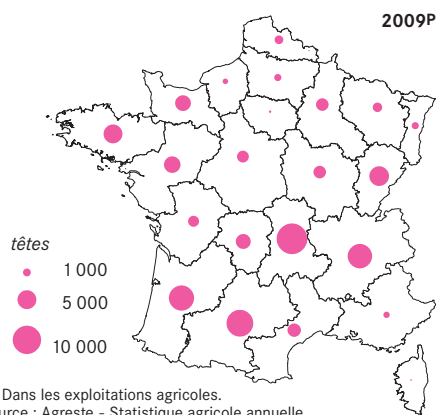 2009P
têtes
1 000
5 000
10 000
Dans les exploitations agricoles.
urce : Agreste - Statistique agricole annuelle